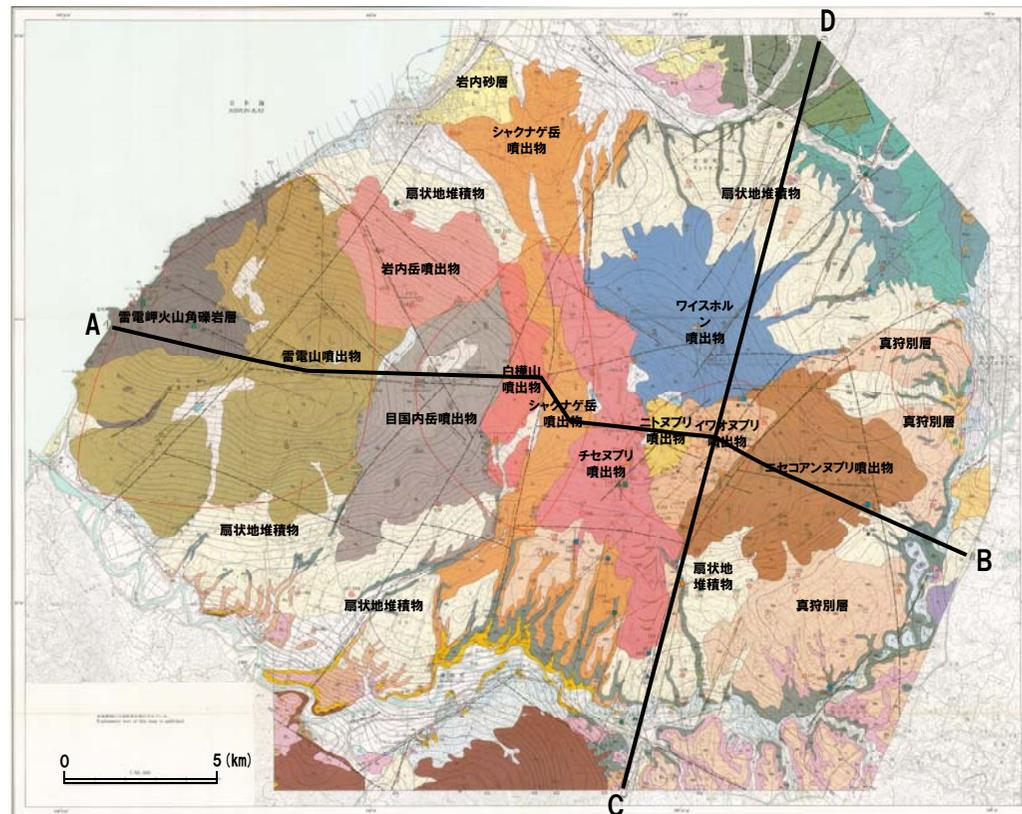 D
岩内砂層
シャクナゲ岳
噴出物
扇状地堆積物
扇状地堆積物
岩内岳噴出物
ワイスホル
ン
噴出物
A
雷電岬火山角礫岩層
雷電山噴出物
真狩別層
白樺山
噴出物
シャクナゲ岳
噴出物
目国内岳噴出物
ニトヌプリ
噴出物
イワオヌプリ
噴出物
真狩別層
チセヌプリ
噴出物
ニセコアンヌプリ噴出物
扇状地堆積物
B
扇状地
堆積物
扇状地堆積物
真狩別層
0
5(km)
C